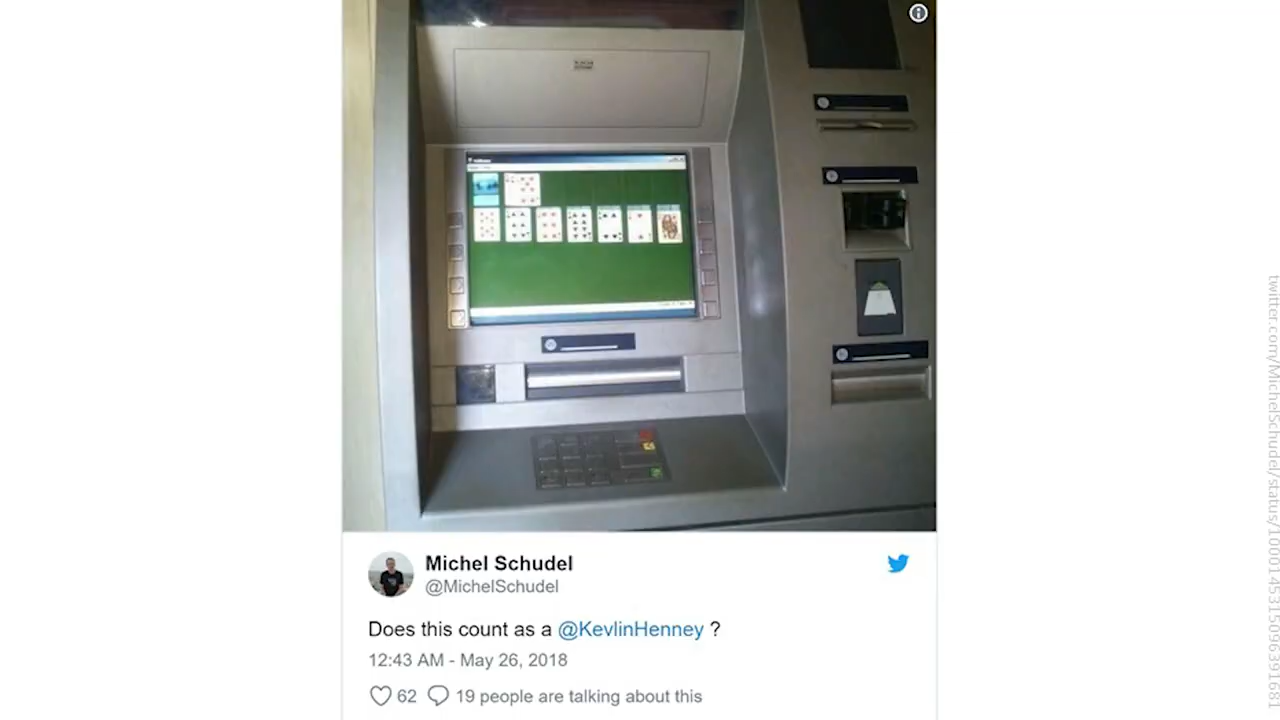 Michel Schudel
@MichelSchudel
Does this count as a @KevlinHenney ?
12:43 AM - May 26, 2018
62 19 people are talking about this
twitter.com/MichelSchudel/status/1000145315096391681